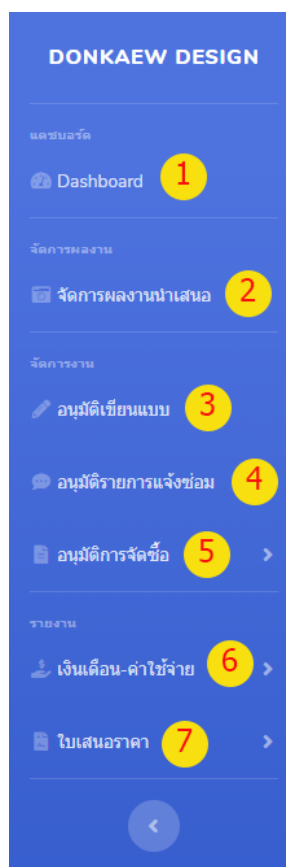 DONKAEW DESIGN
แดชบอร์ด
Dashboard 1
จัดการผลงาน
จัดการผลงานนำเสนอ 2
จัดการงาน
อนุมัติเขียนแบบ 3
อนุมัติรายการแจ้งซ่อม 4
อนุมัติการจัดซื้อ 5
รายงาน
เงินเดือน-ค่าใช้จ่าย 6
ใบเสนอราคา 7